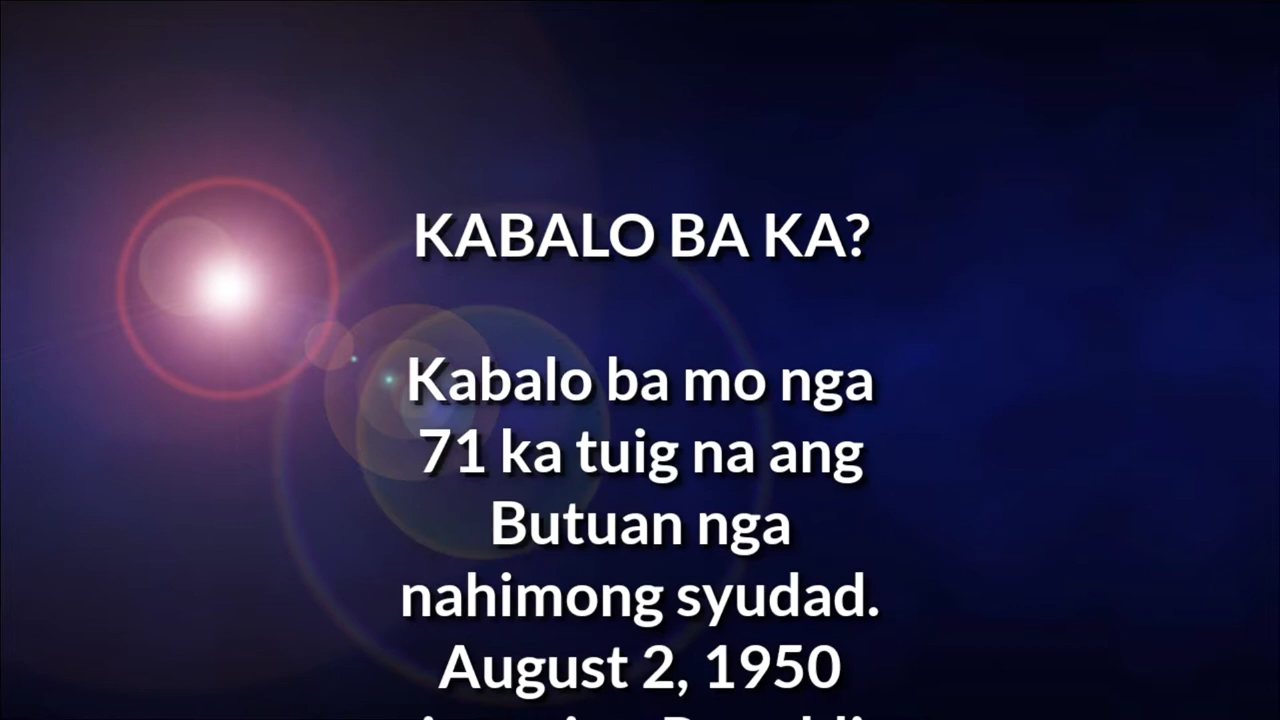 KABALO BA KA?
Kabalo ba mo nga
71 ka tuig na ang
Butuan nga
nahimong syudad.
August 2, 1950